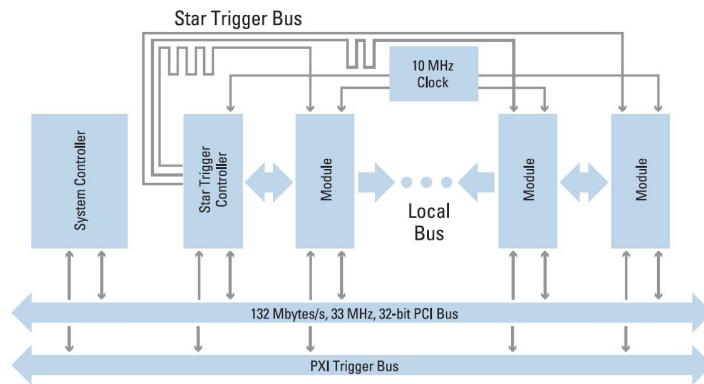 Star Trigger Bus
10 MHz
Clock
System Controller
Star Trigger
Controller
Module
Local
Bus
Module
Module
132 Mbytes/s, 33 MHz, 32-bit PCI Bus
PXI Trigger Bus